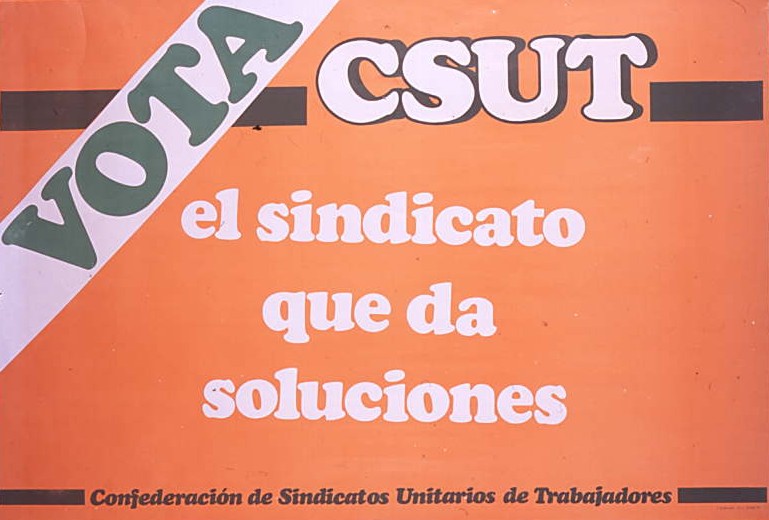 VOTA
CSUT
el sindicato
que da
soluciones
Confederación de Sindicatos Unitarios de Trabajadores